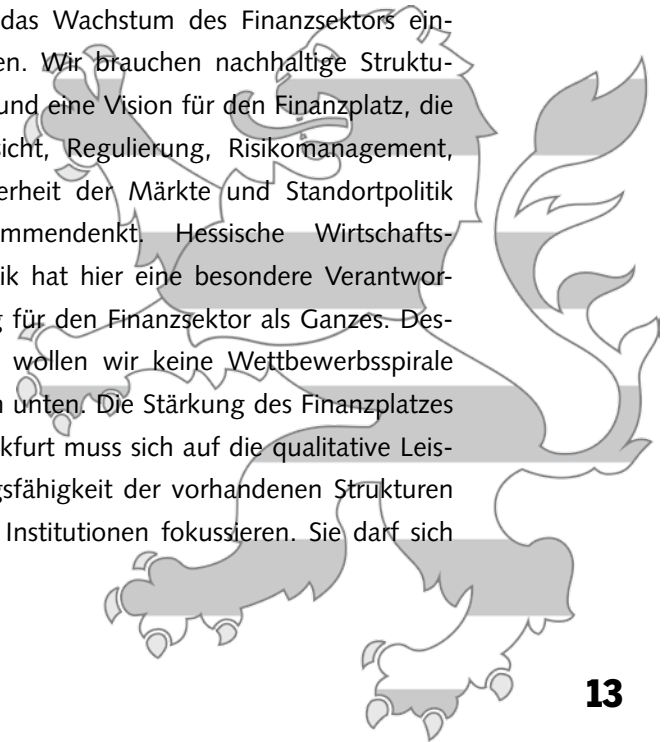 das Wachstum des Finanzsektors ein-
en. Wir brauchen nachhaltige Struktu-
und eine Vision für den Finanzplatz, die
icht, Regulierung, Risikomanagement,
erheit der Märkte und Standortpolitik
mmendenkt. Hessische Wirtschafts-
ik hat hier eine besondere Verantwor-
g für den Finanzsektor als Ganzes. Des-
wollen wir keine Wettbewerbsspirale
n unten. Die Stärkung des Finanzplatzes
kfurt muss sich auf die qualitative Leis-
gsfähigkeit der vorhandenen Strukturen
Institutionen fokussieren. Sie darf sich
13